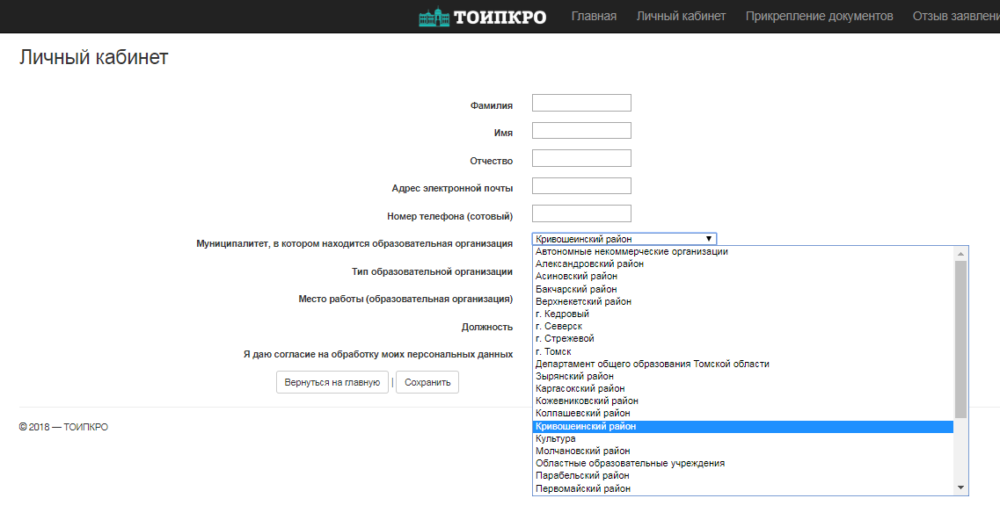 ТОИПКРО Главная Личный кабинет Прикрепление документов Отзыв заявлени
Личный кабинет
Фамилия
Имя
Отчество
Адрес электронной почты
Номер телефона (сотовый)
Муниципалитет, в котором находится образовательная организация Кривошеинский район
Автономные некоммерческие организации
Александровский район
Асиновский район
Бакчарский район
Верхнекетский район
г. Кедровый
г. Северск
г. Стрежевой
г. Томск
Департамент общего образования Томской области
Зырянский район
Каргасокский район
Кожевниковский район
Колпашевский район
Кривошеинский район
Культура
Молчановский район
Областные образовательные учреждения
Парабельский район
Первомайский район
Тип образовательной организации
Место работы (образовательная организация)
Должность
Я даю согласие на обработку моих персональных данных
Вернуться на главную | Сохранить
© 2018 — ТОИПКРО